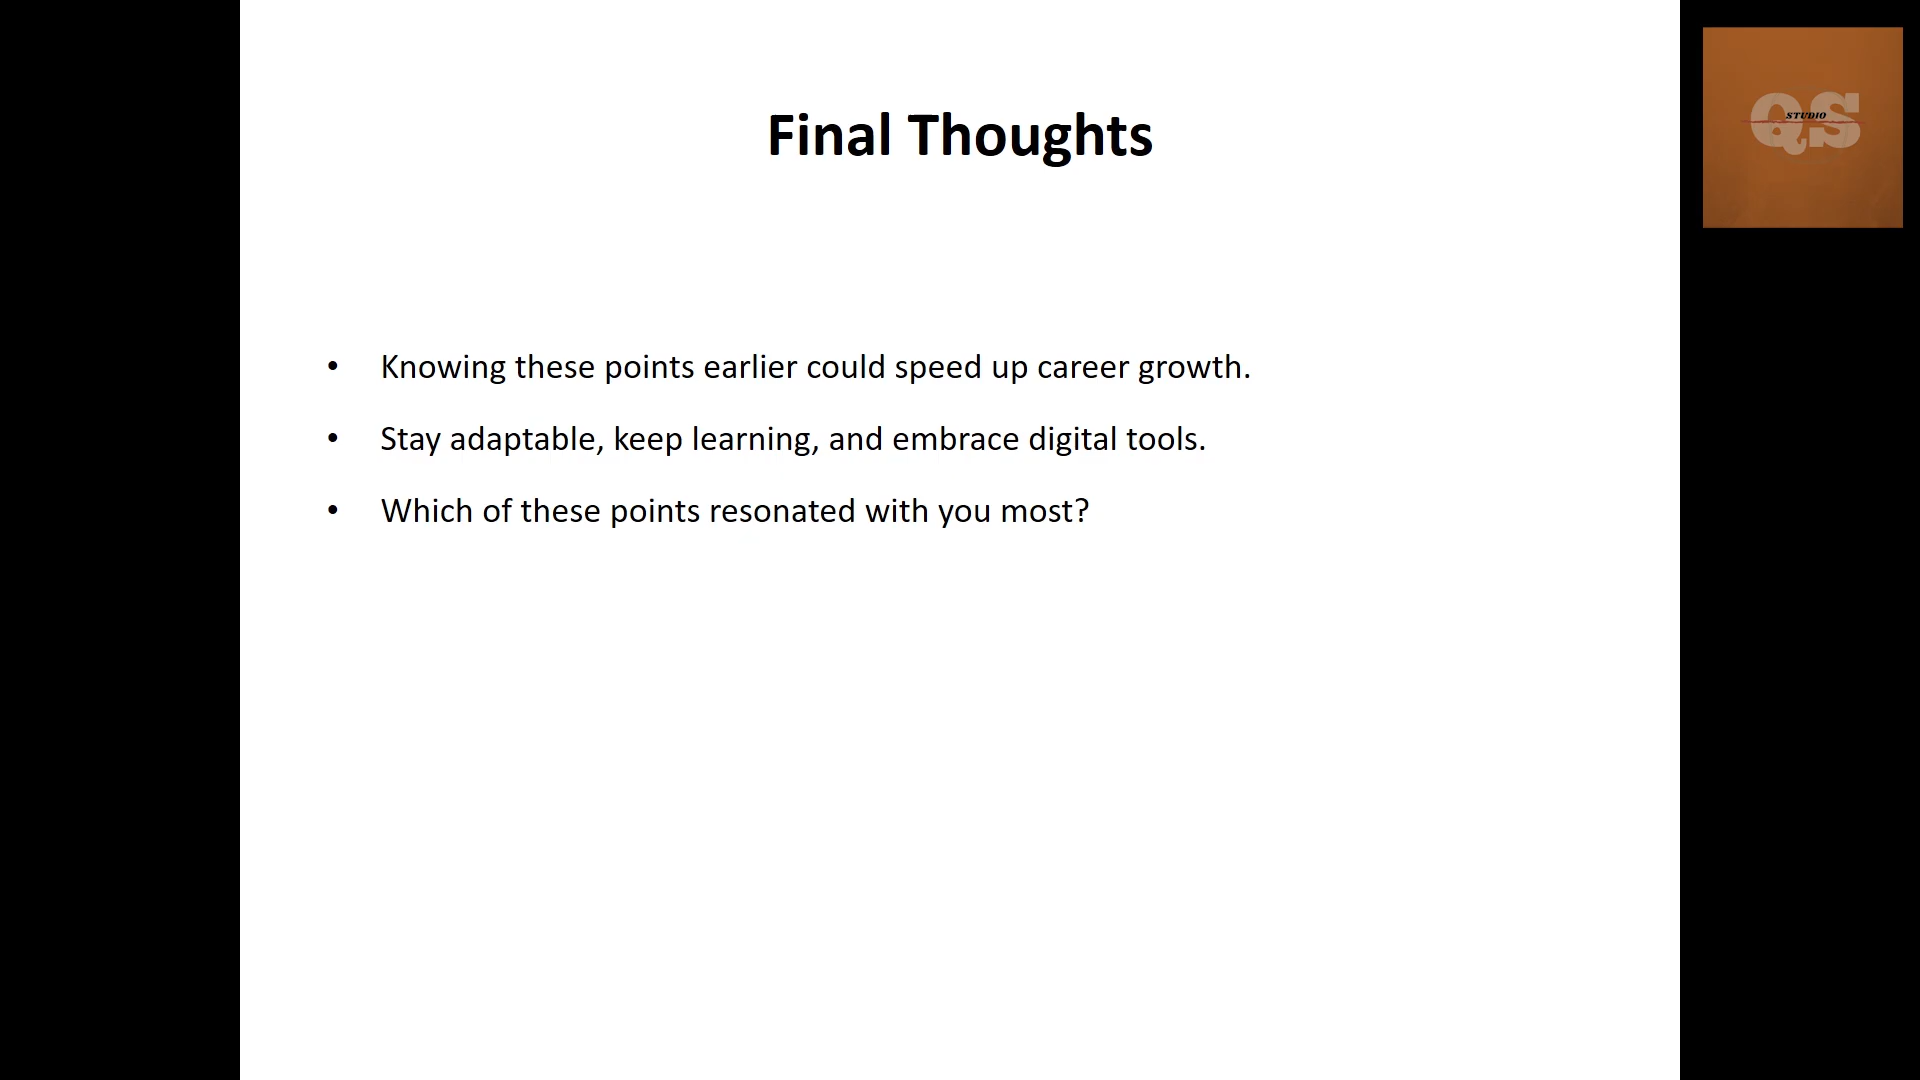 Final Thoughts
QS
STUDIO
• Knowing these points earlier could speed up career growth.
• Stay adaptable, keep learning, and embrace digital tools.
• Which of these points resonated with you most?